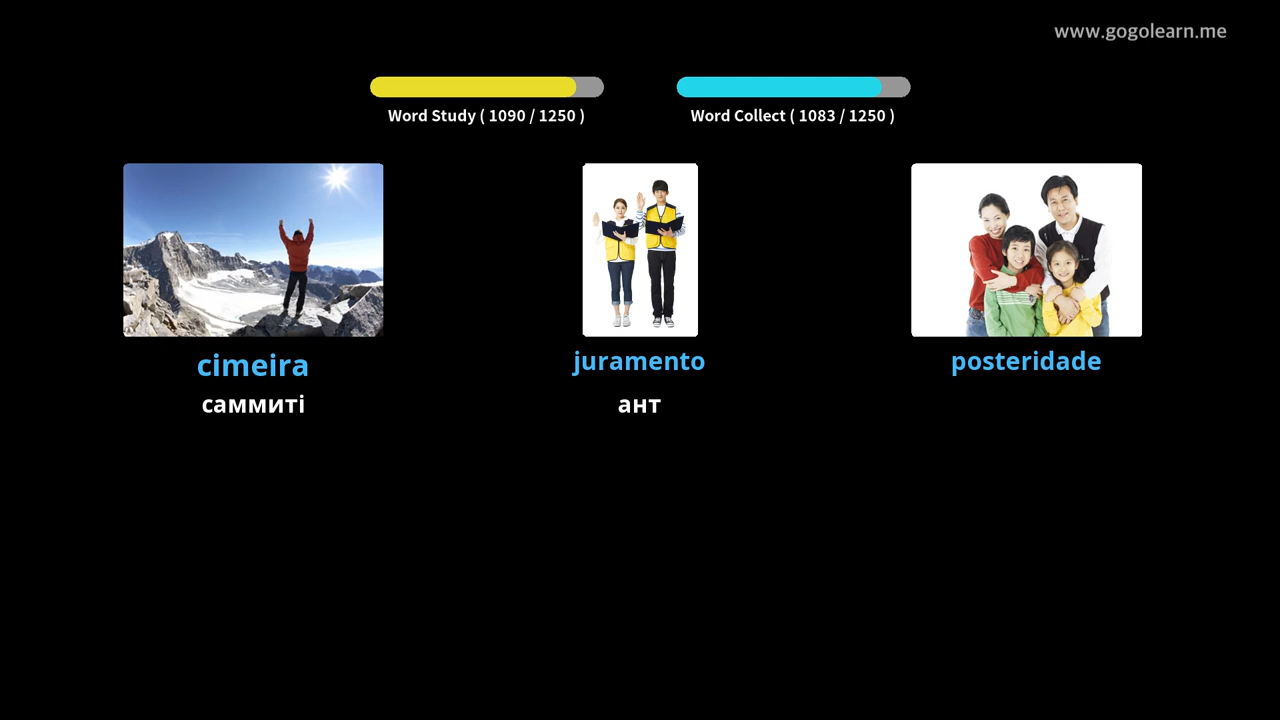 www.gogolearn.me
Word Study ( 1090 / 1250 )
Word Collect ( 1083 / 1250 )
cimeira
саммиті
juramento
ант
posteridade